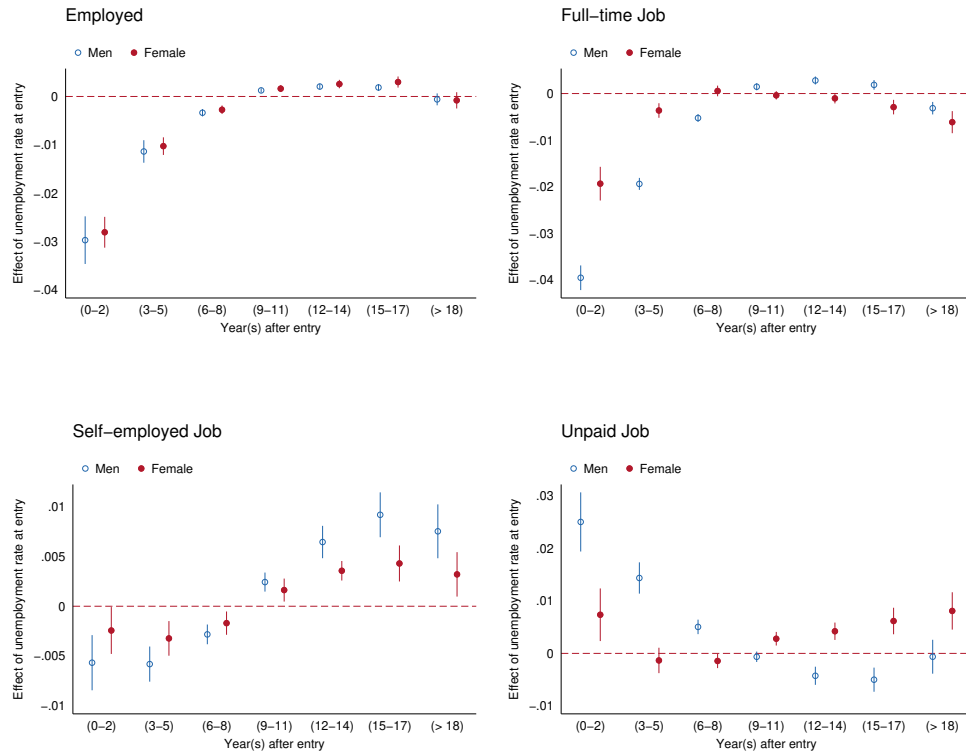 Employed
Men Female
Effect of unemployment rate at entry
0
−.01
−.02
−.03
−.04
(0−2) (3−5) (6−8) (9−11) (12−14) (15−17) (> 18)
Year(s) after entry
Full−time Job
Men Female
Effect of unemployment rate at entry
0
−.01
−.02
−.03
−.04
(0−2) (3−5) (6−8) (9−11) (12−14) (15−17) (> 18)
Year(s) after entry
Self−employed Job
Men Female
Effect of unemployment rate at entry
.01
.005
0
−.005
−.01
(0−2) (3−5) (6−8) (9−11) (12−14) (15−17) (> 18)
Year(s) after entry
Unpaid Job
Men Female
Effect of unemployment rate at entry
.03
.02
.01
0
−.01
(0−2) (3−5) (6−8) (9−11) (12−14) (15−17) (> 18)
Year(s) after entry